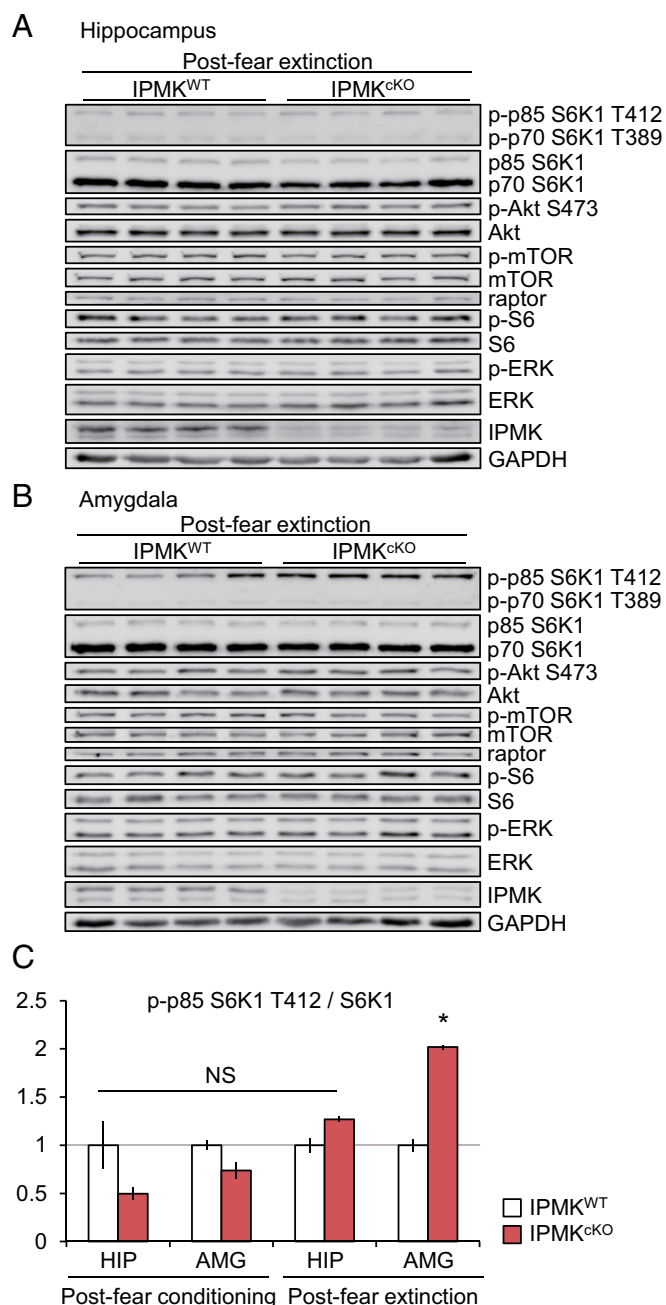 A Hippocampus
Post-fear extinction
IPMKWT IPMKcKO
p-p85 S6K1 T412
p-p70 S6K1 T389
p85 S6K1
p70 S6K1
p-Akt S473
Akt
p-mTOR
mTOR
raptor
p-S6
S6
p-ERK
ERK
IPMK
GAPDH
B Amygdala
Post-fear extinction
IPMKWT IPMKcKO
p-p85 S6K1 T412
p-p70 S6K1 T389
p85 S6K1
p70 S6K1
p-Akt S473
Akt
p-mTOR
mTOR
raptor
p-S6
S6
p-ERK
ERK
IPMK
GAPDH
C
p-p85 S6K1 T412 / S6K1
2.5
2
1.5
1
0.5
0
NS
*
HIP AMG HIP AMG
Post-fear conditioning Post-fear extinction
IPMKWT
IPMKcKO